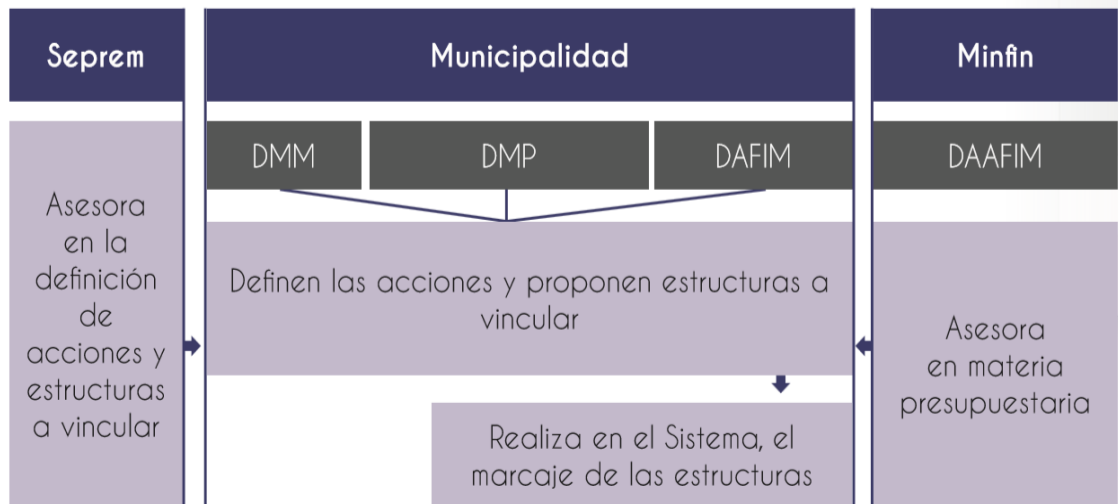 Seprem
Municipalidad
Minfin
DMM
DMP
DAFIM
DAAFIM
Asesora
en la
definición
de
acciones y
estructuras
a vincular
Definen las acciones y proponen estructuras a
vincular
Realiza en el Sistema, el
marcaje de las estructuras
Asesora
en materia
presupuestaria